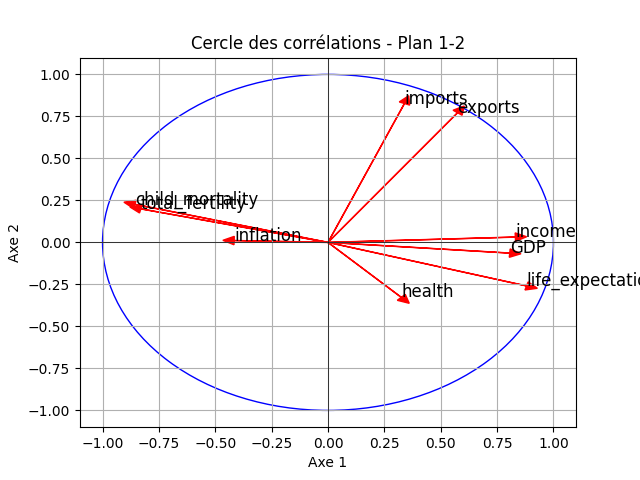 Cercle des corrélations - Plan 1-2
1.00
0.75
0.50
0.25
0.00
−0.25
−0.50
−0.75
−1.00
Axe 2
imports
exports
child_mortality
total_fertility
inflation
income
GDP
life_expectatio
health
−1.00
−0.75
−0.50
−0.25
0.00
0.25
0.50
0.75
1.00
Axe 1